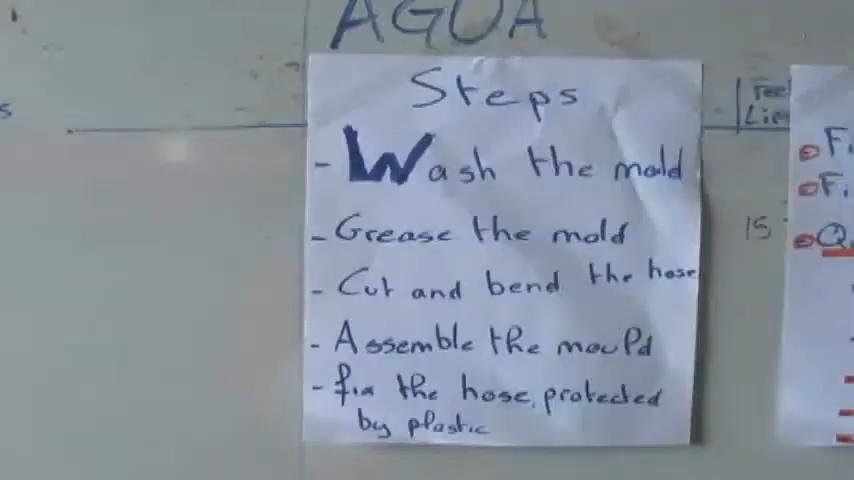 AGUA
Steps
- Wash the mold
- Grease the mold
- Cut and bend the hose
- Assemble the mould
- fix the hose, protected
by plastic
15